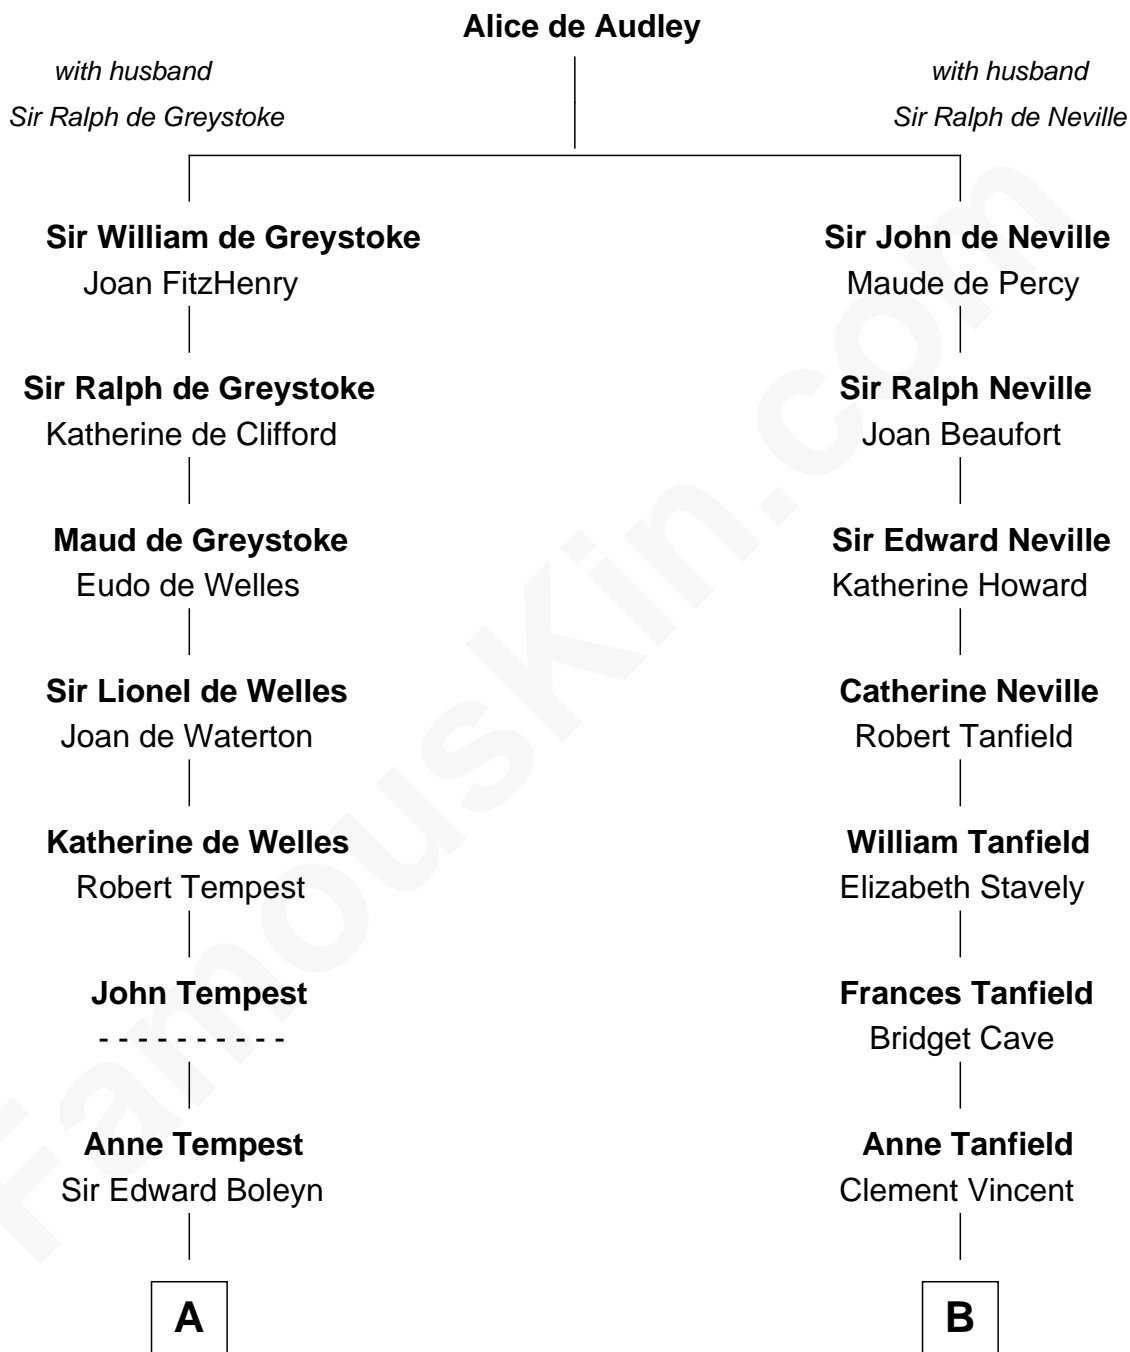 Alice de Audley
with husband
Sir Ralph de Greystoke
with husband
Sir Ralph de Neville
Sir William de Greystoke
Joan FitzHenry
Sir Ralph de Greystoke
Katherine de Clifford
Maud de Greystoke
Eudo de Welles
Sir Lionel de Welles
Joan de Waterton
Katherine de Welles
Robert Tempest
John Tempest
- - - - - - - - - -
Anne Tempest
Sir Edward Boleyn
A
Sir John de Neville
Maude de Percy
Sir Ralph Neville
Joan Beaufort
Sir Edward Neville
Katherine Howard
Catherine Neville
Robert Tanfield
William Tanfield
Elizabeth Stavely
Frances Tanfield
Bridget Cave
Anne Tanfield
Clement Vincent
B
FamousKin.com